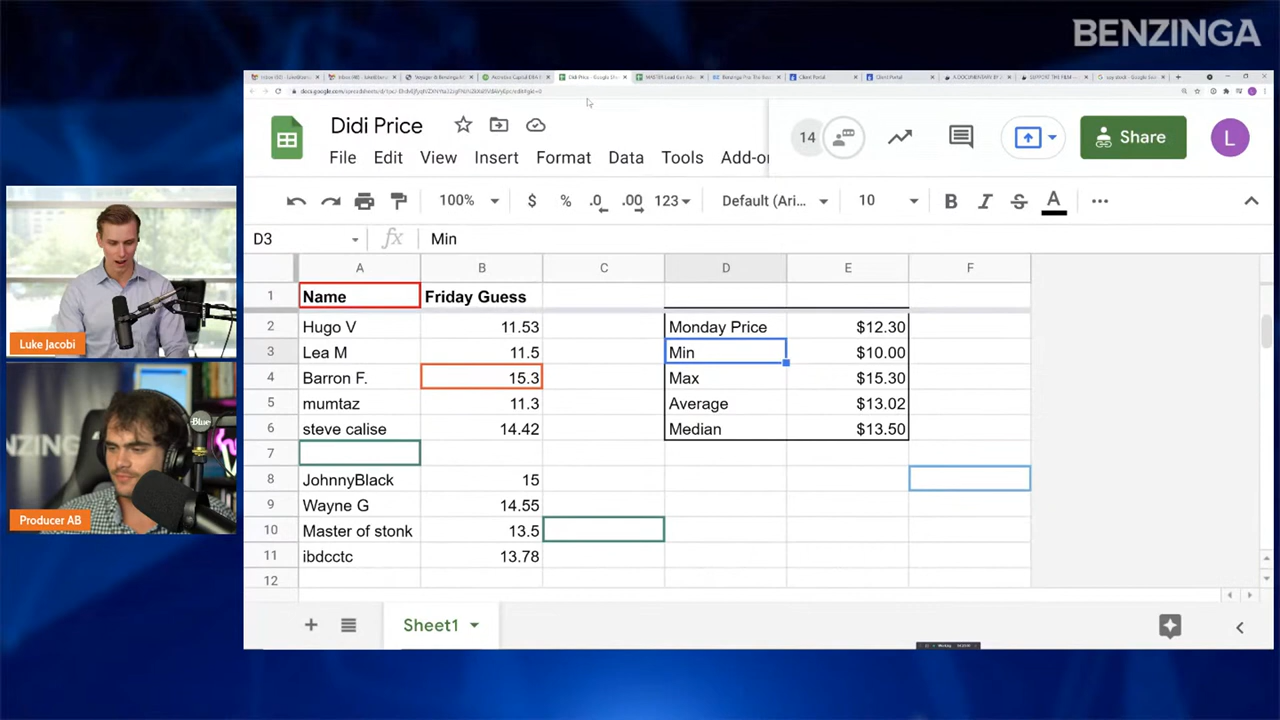 BENZINGA
Didi Price
File Edit View Insert Format Data Tools Add-o
14
Share
L
100% $ % .0 .00 123 Default (Ari... 10 B I S A
D3 fx Min
A B C D E F
1 Name Friday Guess
2 Hugo V 11.53 Monday Price $12.30
3 Lea M 11.5 Min $10.00
4 Barron F. 15.3 Max $15.30
5 mumtaz 11.3 Average $13.02
6 steve calise 14.42 Median $13.50
7
8 JohnnyBlack 15
9 Wayne G 14.55
10 Master of stonk 13.5
11 ibdcctc 13.78
12
Sheet1
Luke Jacobi
BENZING
Blue
Producer AB